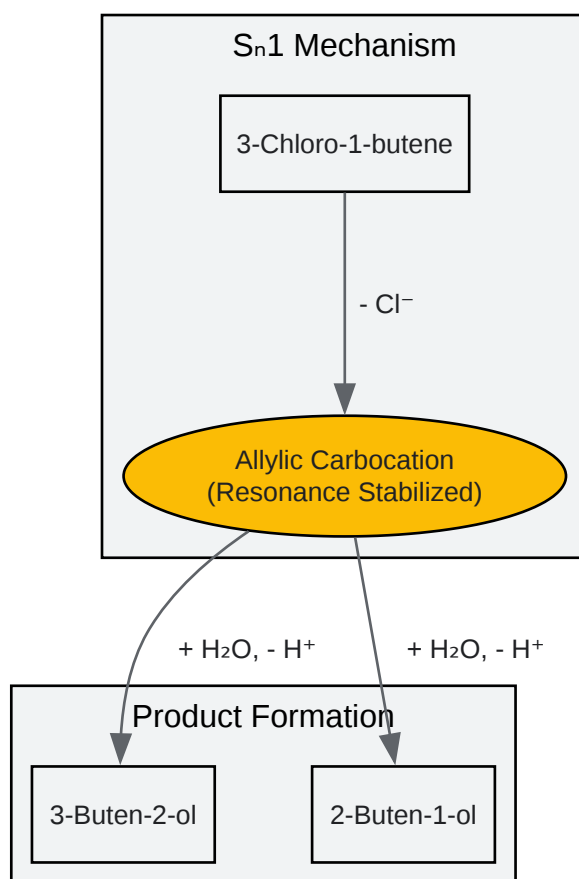 Sₙ1 Mechanism
3-Chloro-1-butene
- Cl⁻
Allylic Carbocation
(Resonance Stabilized)
+ H₂O, - H⁺
+ H₂O, - H⁺
Product Formation
3-Buten-2-ol
2-Buten-1-ol